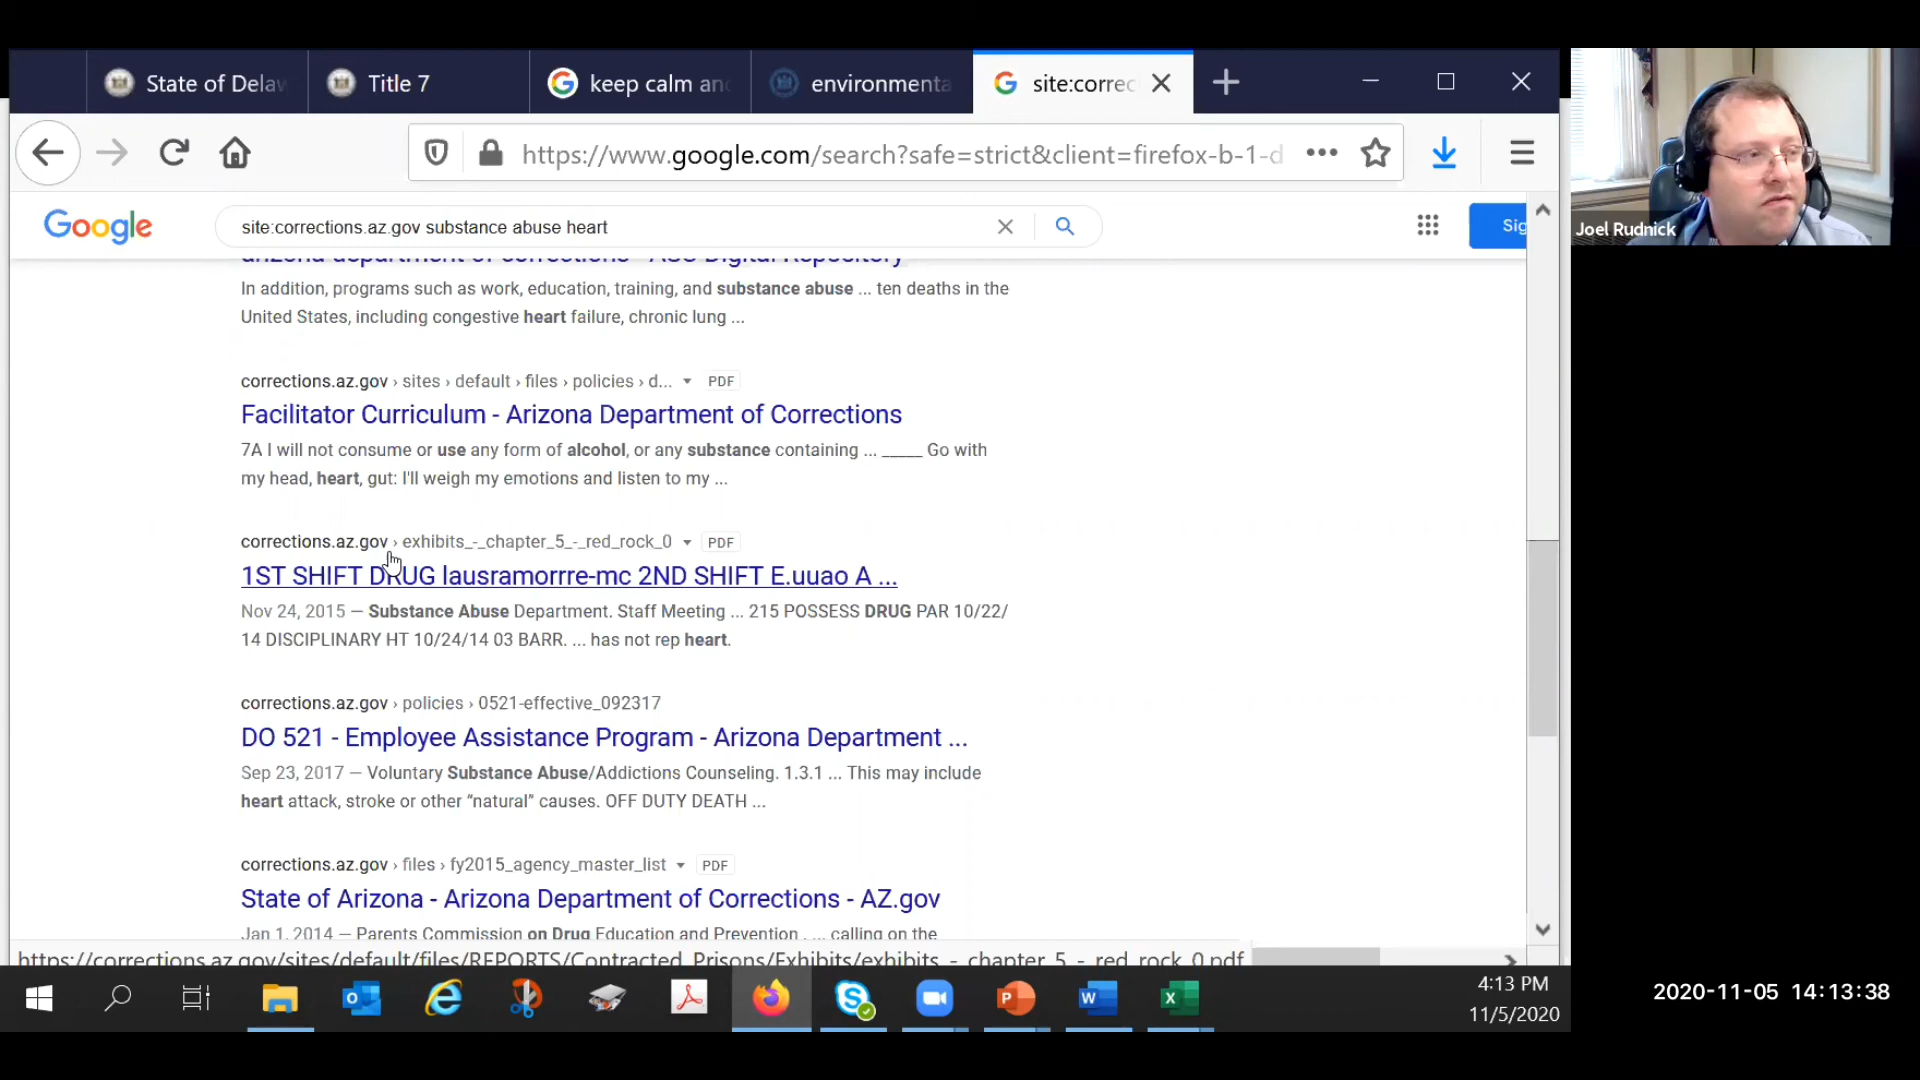 State of Delaw
Title 7
keep calm and
environmenta
site:correc
https://www.google.com/search?safe=strict&client=firefox-b-1-d
Google
site:corrections.az.gov substance abuse heart
Sig
Joel Rudnick
arizona department of corrections - ASU Digital Repository
In addition, programs such as work, education, training, and substance abuse ... ten deaths in the
United States, including congestive heart failure, chronic lung ...
corrections.az.gov › sites › default › files › policies › d... PDF
Facilitator Curriculum - Arizona Department of Corrections
7A I will not consume or use any form of alcohol, or any substance containing ... _____ Go with
my head, heart, gut: I'll weigh my emotions and listen to my ...
corrections.az.gov › exhibits_-_chapter_5_-_red_rock_0 PDF
1ST SHIFT DRUG lausramorrre-mc 2ND SHIFT E.uuao A ...
Nov 24, 2015 — Substance Abuse Department. Staff Meeting ... 215 POSSESS DRUG PAR 10/22/
14 DISCIPLINARY HT 10/24/14 03 BARR. ... has not rep heart.
corrections.az.gov › policies › 0521-effective_092317
DO 521 - Employee Assistance Program - Arizona Department ...
Sep 23, 2017 — Voluntary Substance Abuse/Addictions Counseling. 1.3.1 ... This may include
heart attack, stroke or other “natural” causes. OFF DUTY DEATH ...
corrections.az.gov › files › fy2015_agency_master_list PDF
State of Arizona - Arizona Department of Corrections - AZ.gov
Jan 1, 2014 — Parents Commission on Drug Education and Prevention . ... calling on the
https://corrections.az.gov/sites/default/files/REPORTS/Contracted_Prisons/Exhibits/exhibits_-_chapter_5_-_red_rock_0.pdf
4:13 PM
11/5/2020
2020-11-05 14:13:38